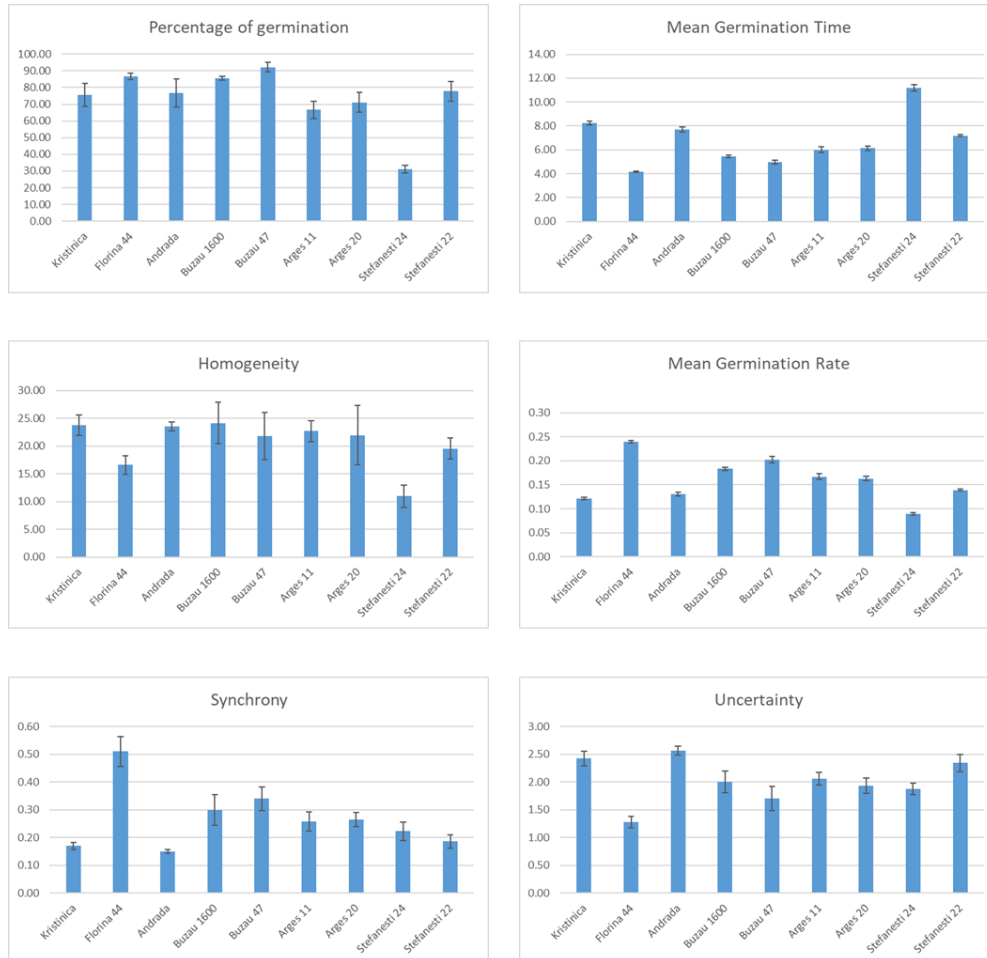 Percentage of germination
100.00
90.00
80.00
70.00
60.00
50.00
40.00
30.00
20.00
10.00
0.00
Kristinica
Florina 44
Andrada
Buzau 1600
Buzau 47
Arges 11
Arges 20
Stefanesti 24
Stefanesti 22
Mean Germination Time
14.00
12.00
10.00
8.00
6.00
4.00
2.00
0.00
Kristinica
Florina 44
Andrada
Buzau 1600
Buzau 47
Arges 11
Arges 20
Stefanesti 24
Stefanesti 22
Homogeneity
30.00
25.00
20.00
15.00
10.00
5.00
0.00
Kristinica
Florina 44
Andrada
Buzau 1600
Buzau 47
Arges 11
Arges 20
Stefanesti 24
Stefanesti 22
Mean Germination Rate
0.30
0.25
0.20
0.15
0.10
0.05
0.00
Kristinica
Florina 44
Andrada
Buzau 1600
Buzau 47
Arges 11
Arges 20
Stefanesti 24
Stefanesti 22
Synchrony
0.60
0.50
0.40
0.30
0.20
0.10
0.00
Kristinica
Florina 44
Andrada
Buzau 1600
Buzau 47
Arges 11
Arges 20
Stefanesti 24
Stefanesti 22
Uncertainty
3.00
2.50
2.00
1.50
1.00
0.50
0.00
Kristinica
Florina 44
Andrada
Buzau 1600
Buzau 47
Arges 11
Arges 20
Stefanesti 24
Stefanesti 22